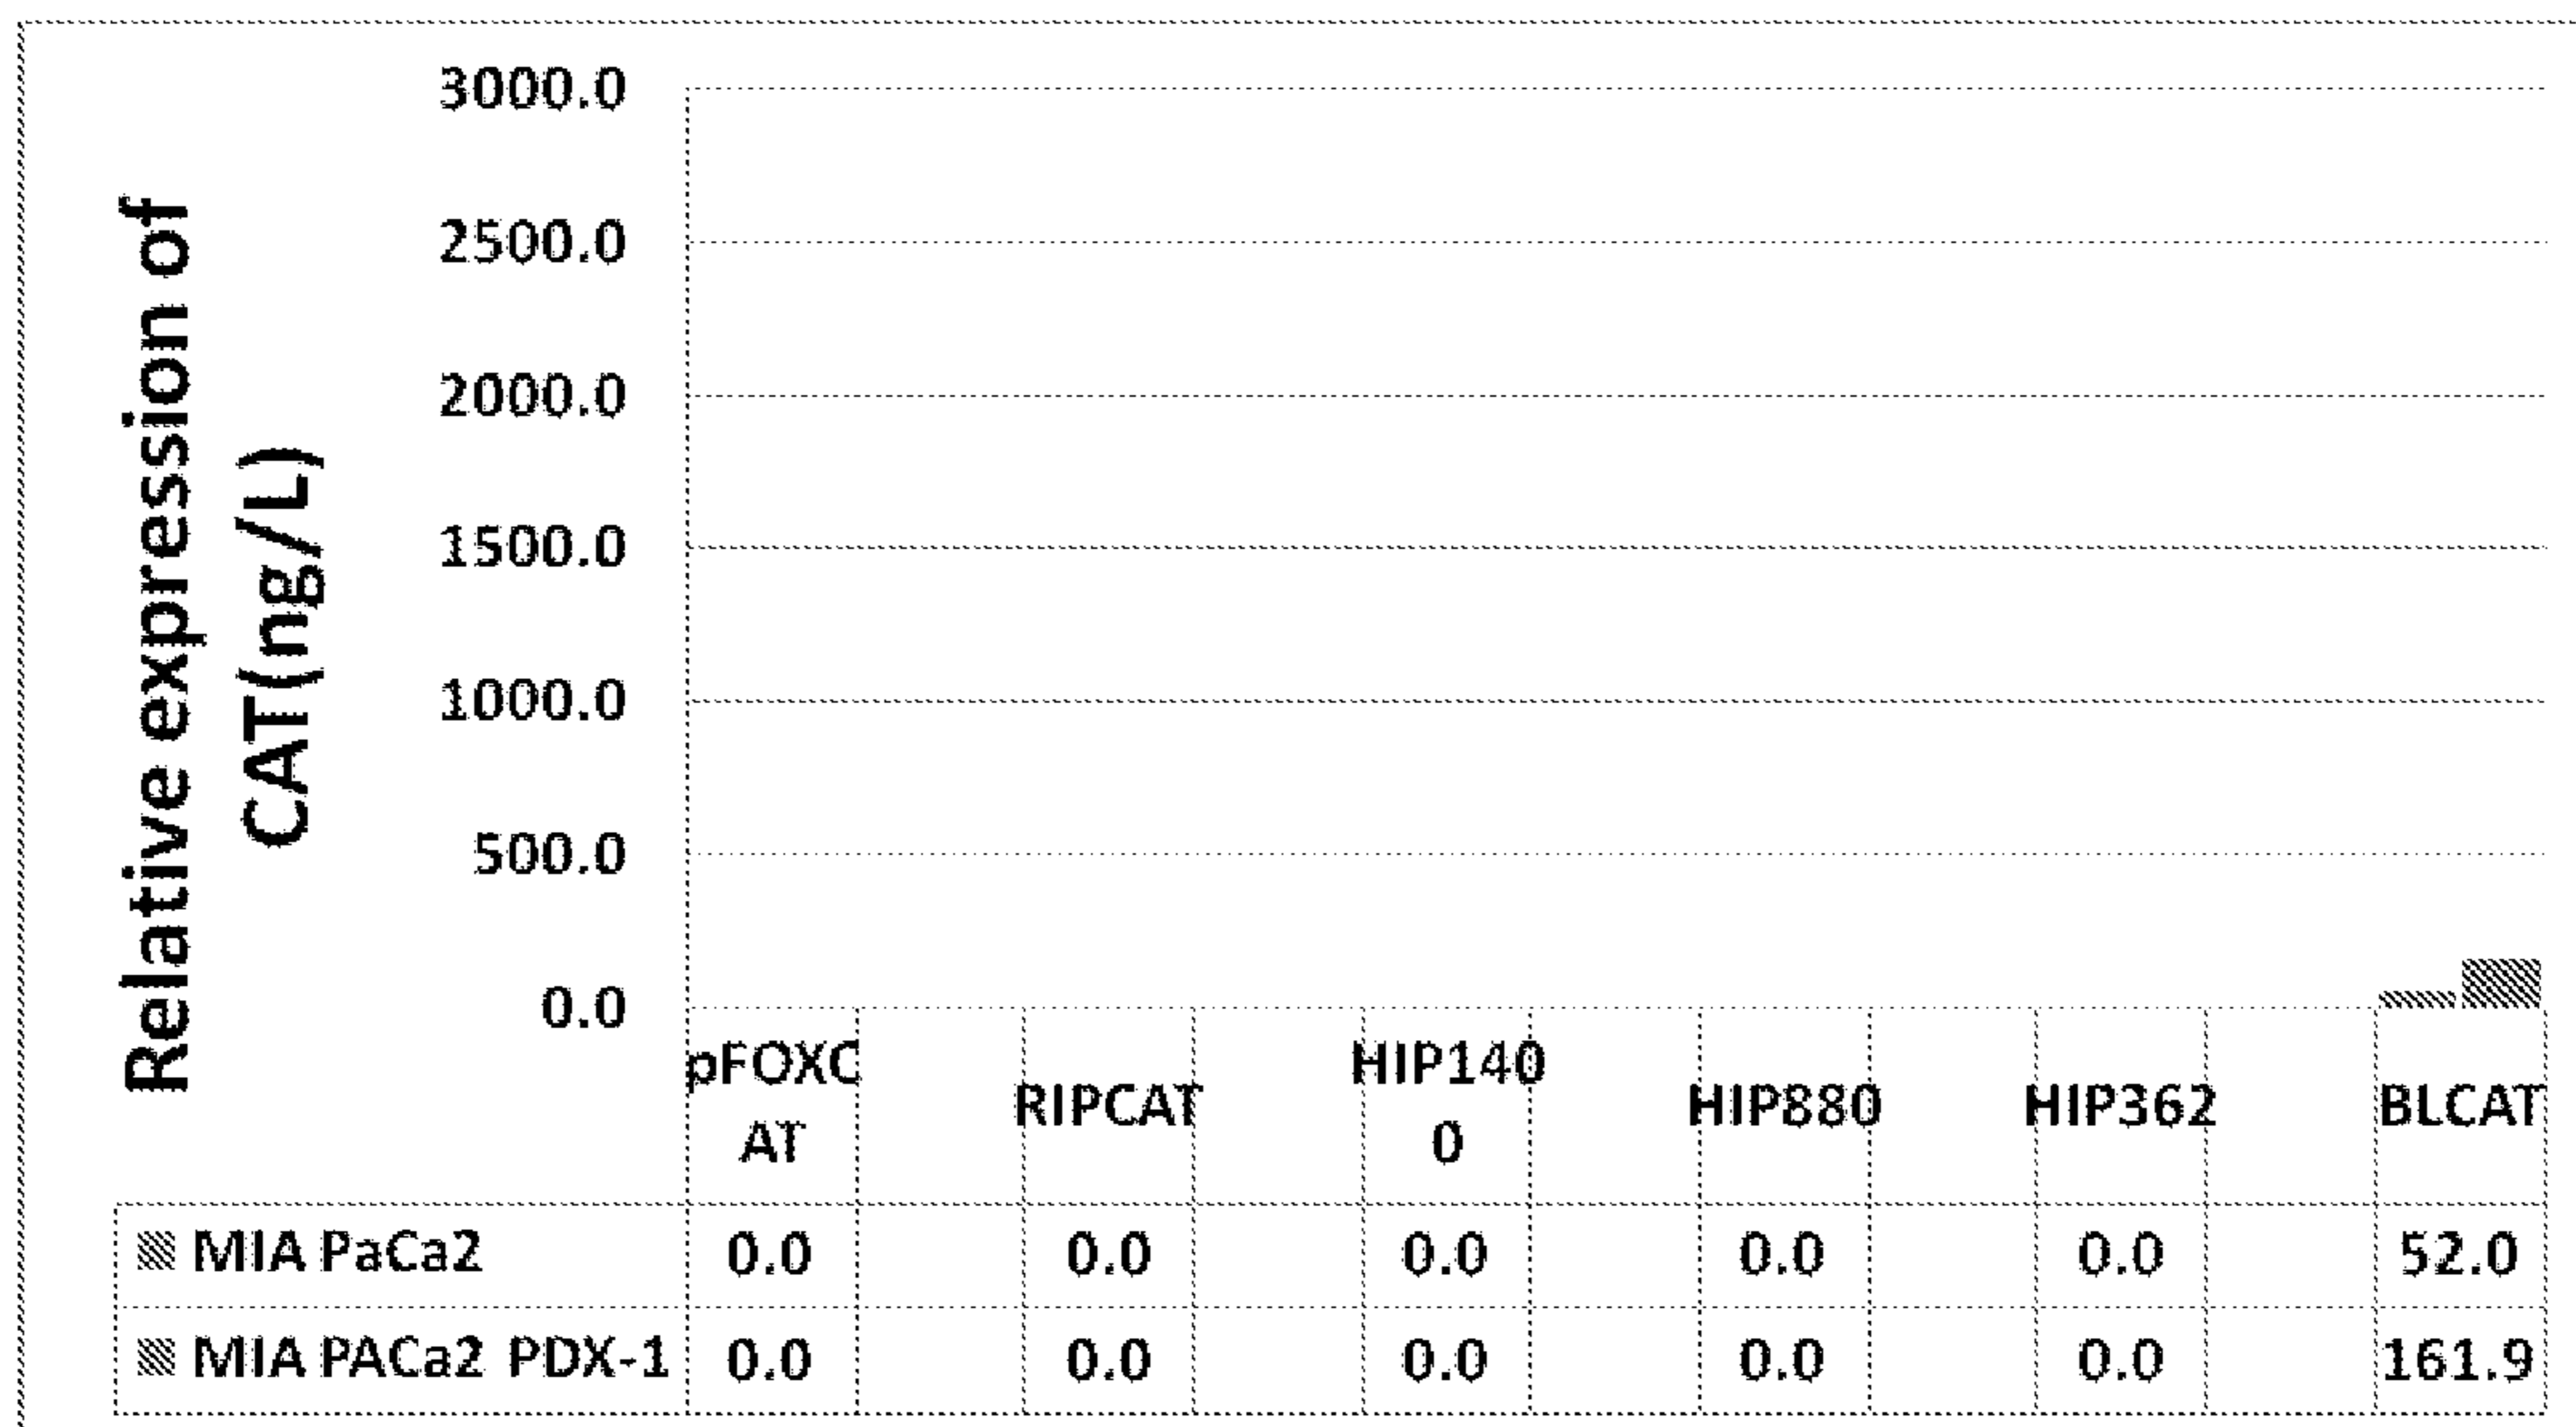 Relative expression of
CAT(ng/L)
3000.0
2500.0
2000.0
1500.0
1000.0
500.0
0.0
pFOXC
AT
RIPCAT
HIP140
0
HIP880
HIP362
BLCAT
MIA PaCa2 0.0 0.0 0.0 0.0 0.0 52.0
MIA PACa2 PDX-1 0.0 0.0 0.0 0.0 0.0 161.9